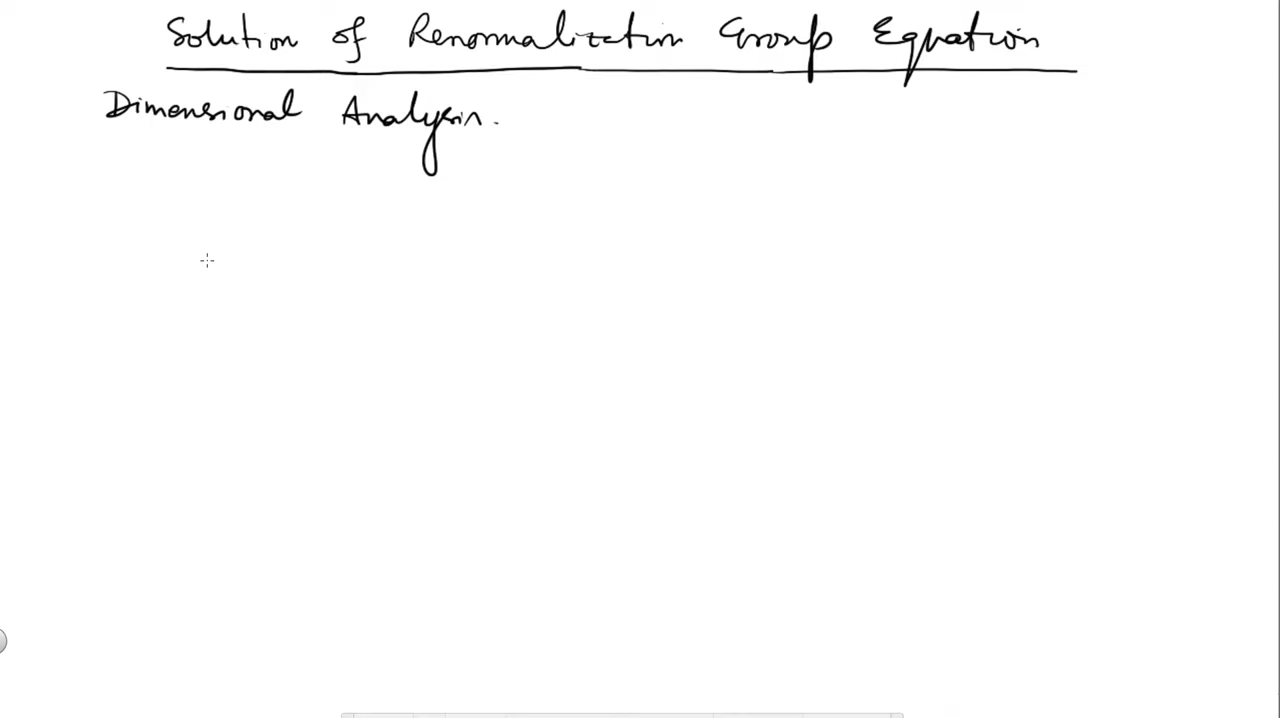 Solution of Renormalization Group Equation
Dimensional Analysis.